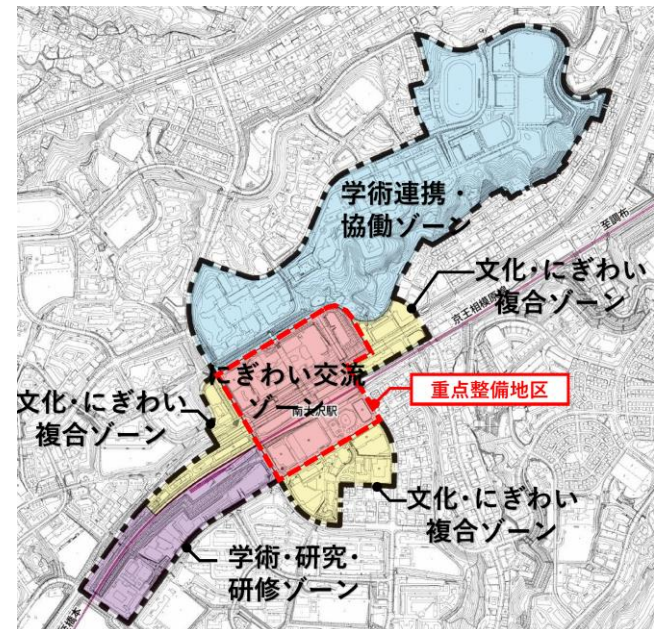 学術連携・
協働ゾーン
至調布
文化・にぎわい
複合ゾーン
京王相模原線
にぎわい交流
ゾーン
南大沢駅
重点整備地区
文化・にぎわい
複合ゾーン
文化・にぎわい
複合ゾーン
学術・研究・
研修ゾーン